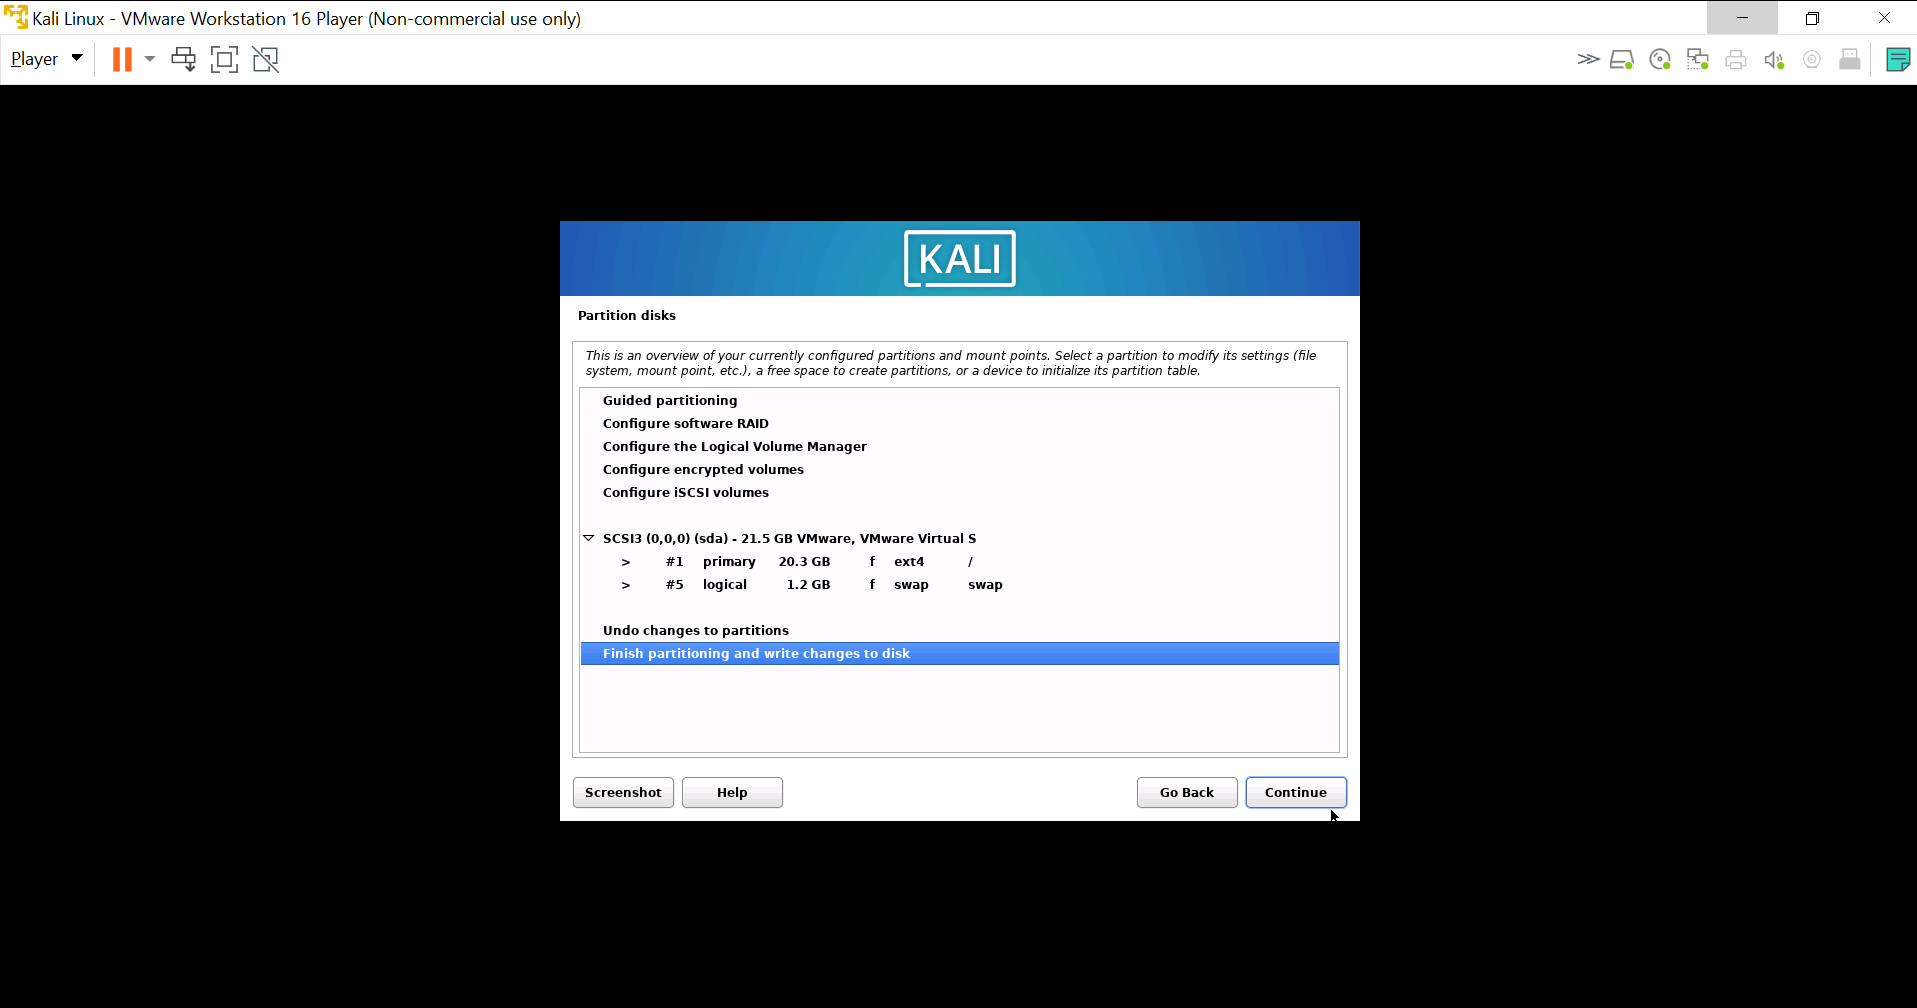 Kali Linux - VMware Workstation 16 Player (Non-commercial use only)
Player
KALI
Partition disks
This is an overview of your currently configured partitions and mount points. Select a partition to modify its settings (file
system, mount point, etc.), a free space to create partitions, or a device to initialize its partition table.
Guided partitioning
Configure software RAID
Configure the Logical Volume Manager
Configure encrypted volumes
Configure iSCSI volumes
SCSI3 (0,0,0) (sda) - 21.5 GB VMware, VMware Virtual S
> #1 primary 20.3 GB f ext4 /
> #5 logical 1.2 GB f swap swap
Undo changes to partitions
Finish partitioning and write changes to disk
Screenshot Help Go Back Continue